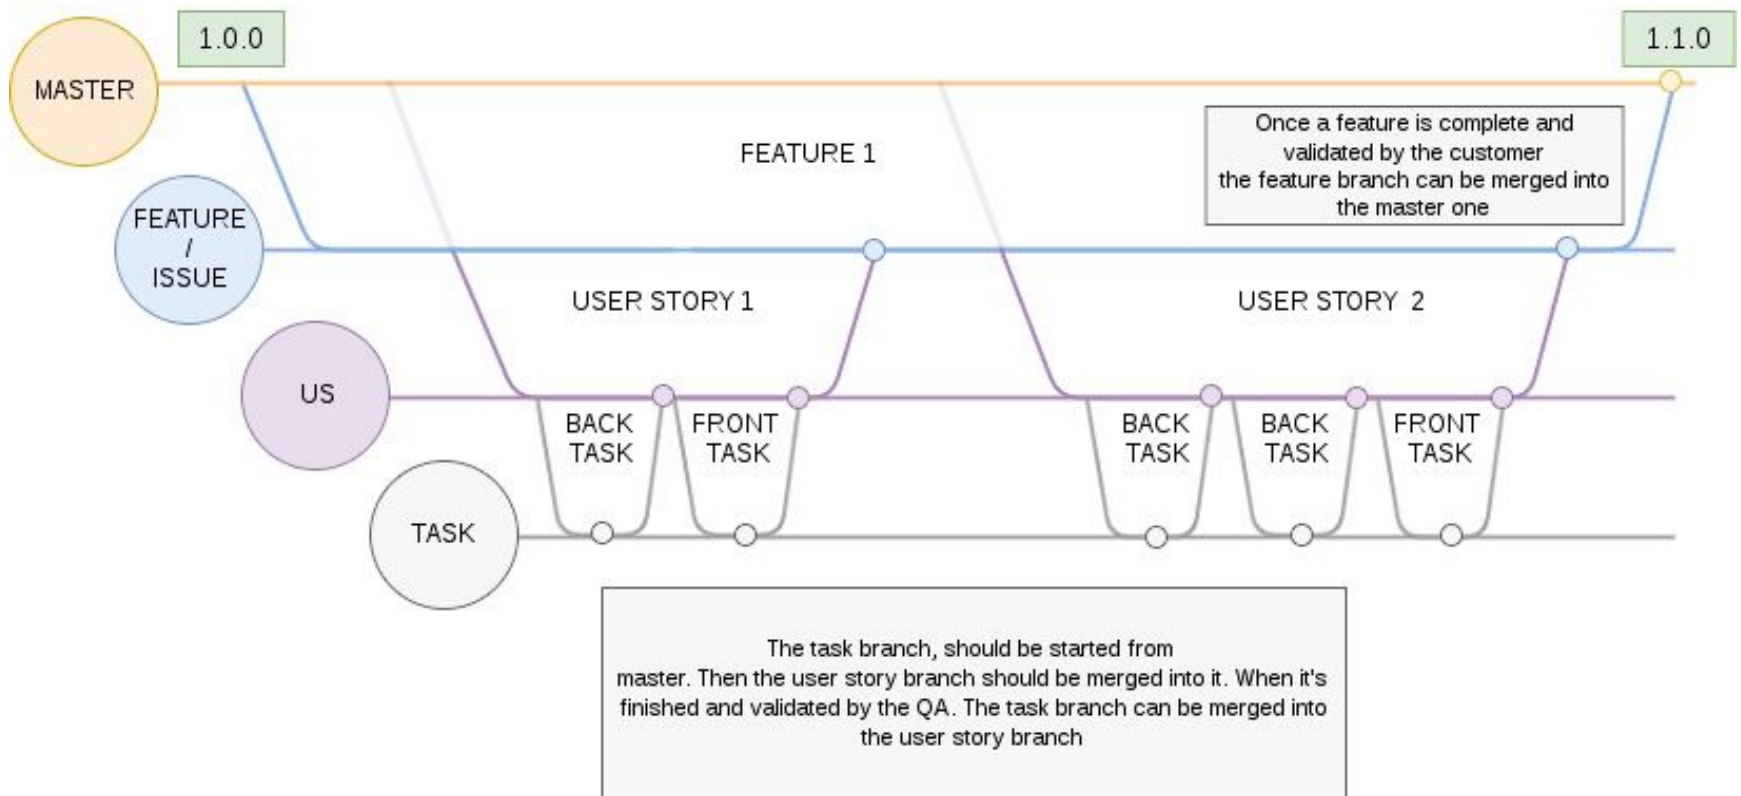 1.0.0
1.1.0
MASTER
Once a feature is complete and
validated by the customer
the feature branch can be merged into
the master one
FEATURE 1
FEATURE
/
ISSUE
USER STORY 1
USER STORY 2
US
BACK
TASK
FRONT
TASK
BACK
TASK
BACK
TASK
FRONT
TASK
TASK
The task branch, should be started from
master. Then the user story branch should be merged into it. When it's
finished and validated by the QA. The task branch can be merged into
the user story branch